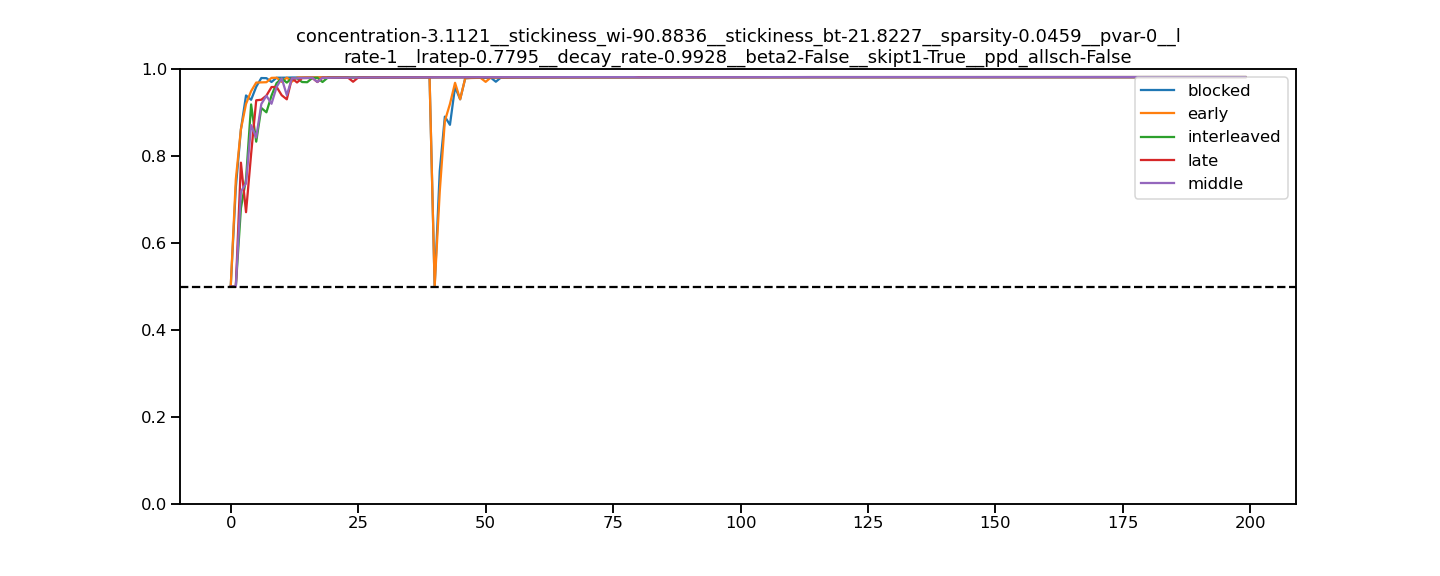 concentration-3.1121__stickiness_wi-90.8836__stickiness_bt-21.8227__sparsity-0.0459__pvar-0__l
rate-1__lratep-0.7795__decay_rate-0.9928__beta2-False__skipt1-True__ppd_allsch-False
1.0
0.8
0.6
0.4
0.2
0.0
0 25 50 75 100 125 150 175 200
blocked
early
interleaved
late
middle